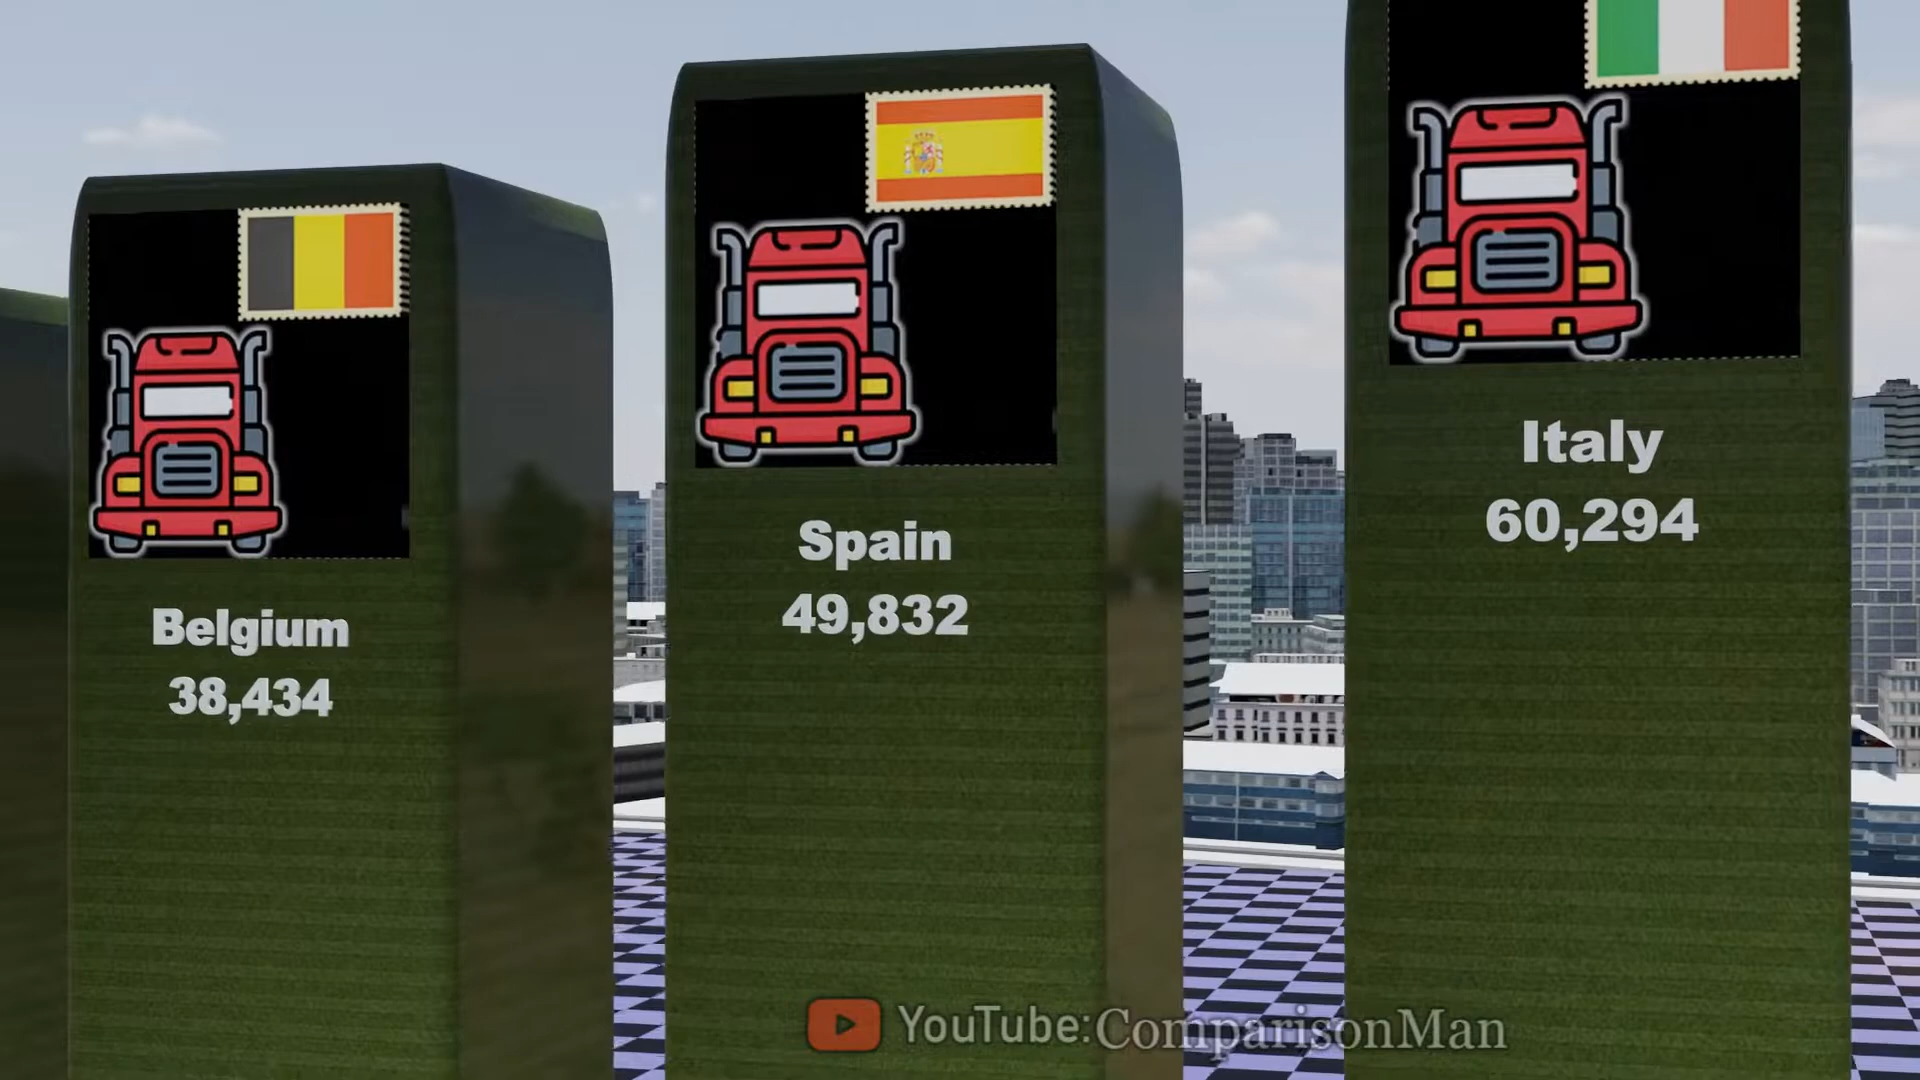 Belgium
38,434
Spain
49,832
Italy
60,294
YouTube:ComparisonMan